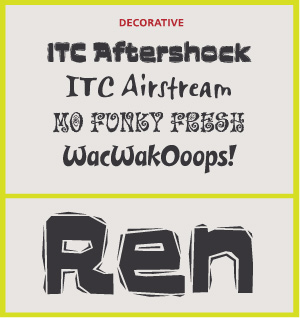 DECORATIVE
ITC Aftershock
ITC Airstream
MO FUNKY FRESH
WacWakOoops!
Ren